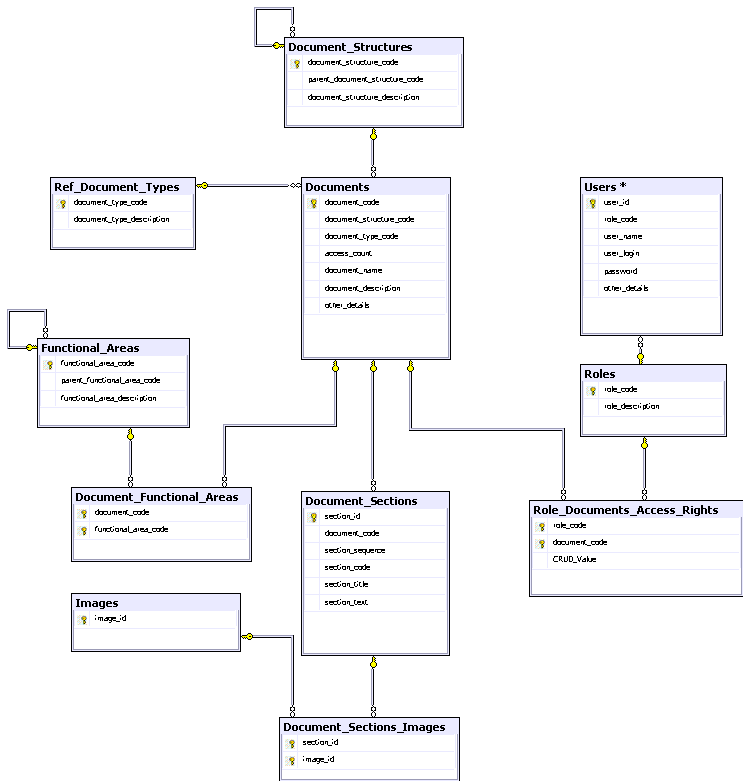 Document_Structures
document_structure_code
parent_document_structure_code
document_structure_description
Ref_Document_Types
document_type_code
document_type_description
Documents
document_code
document_structure_code
document_type_code
access_count
document_name
document_description
other_details
Users *
user_id
role_code
user_name
user_login
password
other_details
Functional_Areas
functional_area_code
parent_functional_area_code
functional_area_description
Roles
role_code
role_description
Document_Functional_Areas
document_code
functional_area_code
Document_Sections
section_id
document_code
section_sequence
section_code
section_title
section_text
Role_Documents_Access_Rights
role_code
document_code
CRUD_Value
Images
image_id
Document_Sections_Images
section_id
image_id